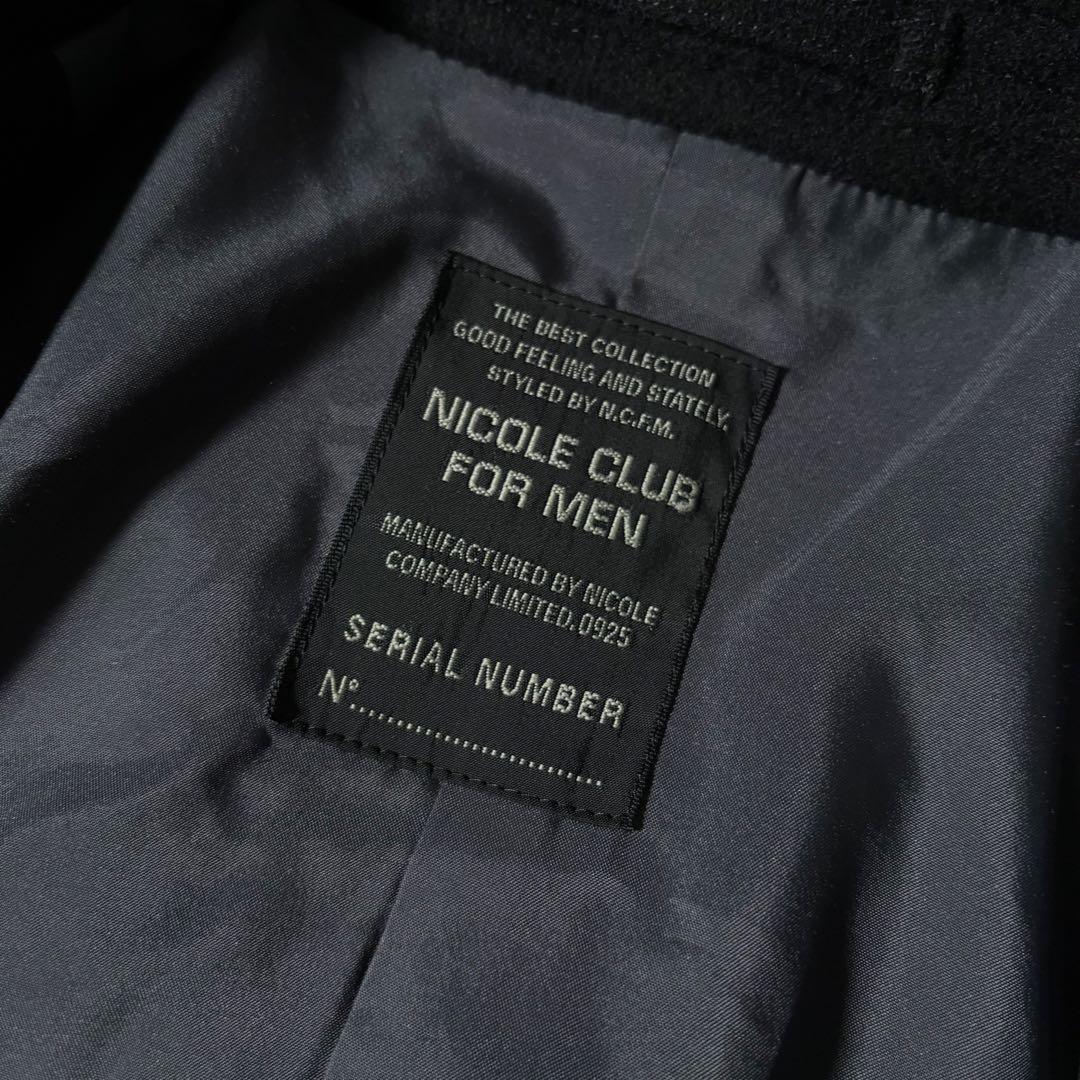 THE BEST COLLECTION
GOOD FEELING AND STATELY.
STYLED BY N.C.F.M.
NICOLE CLUB
FOR MEN
MANUFACTURED BY NICOLE
COMPANY LIMITED.0925
SERIAL NUMBER
N°............................